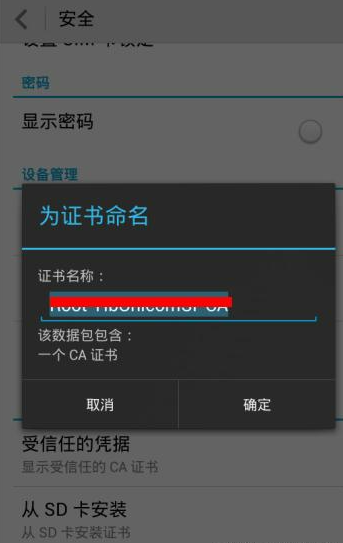 安全
密码
显示密码
设备管理
为证书命名
证书名称：
该数据包包含：
一个 CA 证书
取消
确定
受信任的凭据
显示受信任的 CA 证书
从 SD 卡安装
从 SD 卡安装证书